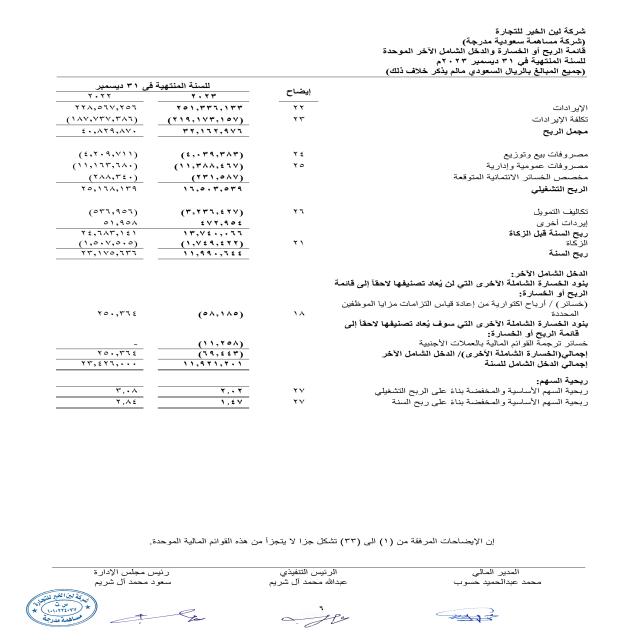 شركة لين الخير للتجارة
(شركة مساهمة سعودية مدرجة)
قائمة الربح أو الخسارة والدخل الشامل الآخر الموحدة
للسنة المنتهية في ٣١ ديسمبر ٢٠٢٣م
(جميع المبالغ بالريال السعودي مالم يذكر خلاف ذلك)
للسنة المنتهية في ٣١ ديسمبر
إيضاح ٢٠٢٣ ٢٠٢٢
الإيرادات ٢٢ ٢٥١,٣٣٦,١٣٣ ٢٢٨,٥٦٧,٢٥٦
تكلفة الإيرادات ٢٣ (٢١٩,١٧٣,١٥٧) (١٨٧,٧٣٧,٣٨٦)
مجمل الربح ٣٢,١٦٢,٩٧٦ ٤٠,٨٢٩,٨٧٠
مصروفات بيع وتوزيع ٢٤ (٤,٠٣٩,٣٨٣) (٤,٢٠٩,٧١١)
مصروفات عمومية وإدارية ٢٥ (١١,٣٨٨,٤٦٧) (١١,١٦٣,٦٨٠)
مخصص الخسائر الائتمانية المتوقعة (٢٣١,٥٨٧) (٢٨٨,٣٤٠)
الربح التشغيلي ١٦,٥٠٣,٥٣٩ ٢٥,١٦٨,١٣٩
تكاليف التمويل ٢٦ (٣,٢٣٦,٤٢٧) (٥٣٦,٩٥٦)
إيردات أخرى ٤٧٢,٩٥٤ ٥١,٩٥٨
ربح السنة قبل الزكاة ١٣,٧٤٠,٠٦٦ ٢٤,٦٨٣,١٤١
الزكاة ٢١ (١,٧٤٩,٤٢٢) (١,٥٠٧,٥٠٥)
ربح السنة ١١,٩٩٠,٦٤٤ ٢٣,١٧٥,٦٣٦
الدخل الشامل الآخر:
بنود الخسارة الشاملة الأخرى التي لن يُعاد تصنيفها لاحقاً إلى قائمة
الربح أو الخسارة:
(خسائر) / أرباح اكتوارية من إعادة قياس التزامات مزايا الموظفين
المحددة ١٨ (٥٨,١٨٥) ٢٥٠,٣٦٤
بنود الخسارة الشاملة الأخرى التي سوف يُعاد تصنيفها لاحقاً إلى
قائمة الربح أو الخسارة:
خسائر ترجمة القوائم المالية بالعملات الأجنبية (١١,٢٥٨) -
إجمالي(الخسارة الشاملة الأخرى)/ الدخل الشامل الآخر (٦٩,٤٤٣) ٢٥٠,٣٦٤
إجمالي الدخل الشامل للسنة ١١,٩٢١,٢٠١ ٢٣,٤٢٦,٠٠٠
ربحية السهم:
ربحية السهم الأساسية والمخفضة بناءً على الربح التشغيلي ٢٧ ٢.٠٢ ٣.٠٨
ربحية السهم الأساسية والمخفضة بناءً على ربح السنة ٢٧ ١.٤٧ ٢.٨٤
إن الإيضاحات المرفقة من (١) الى (٣٣) تشكل جزا لا يتجزأ من هذه القوائم المالية الموحدة.
المدير المالي الرئيس التنفيذي رئيس مجلس الإدارة
محمد عبدالحميد حسوب عبدالله محمد آل شريم سعود محمد آل شريم
٦
شركة لين الخير للتجارة
س.ت
مساهمة مدرجة